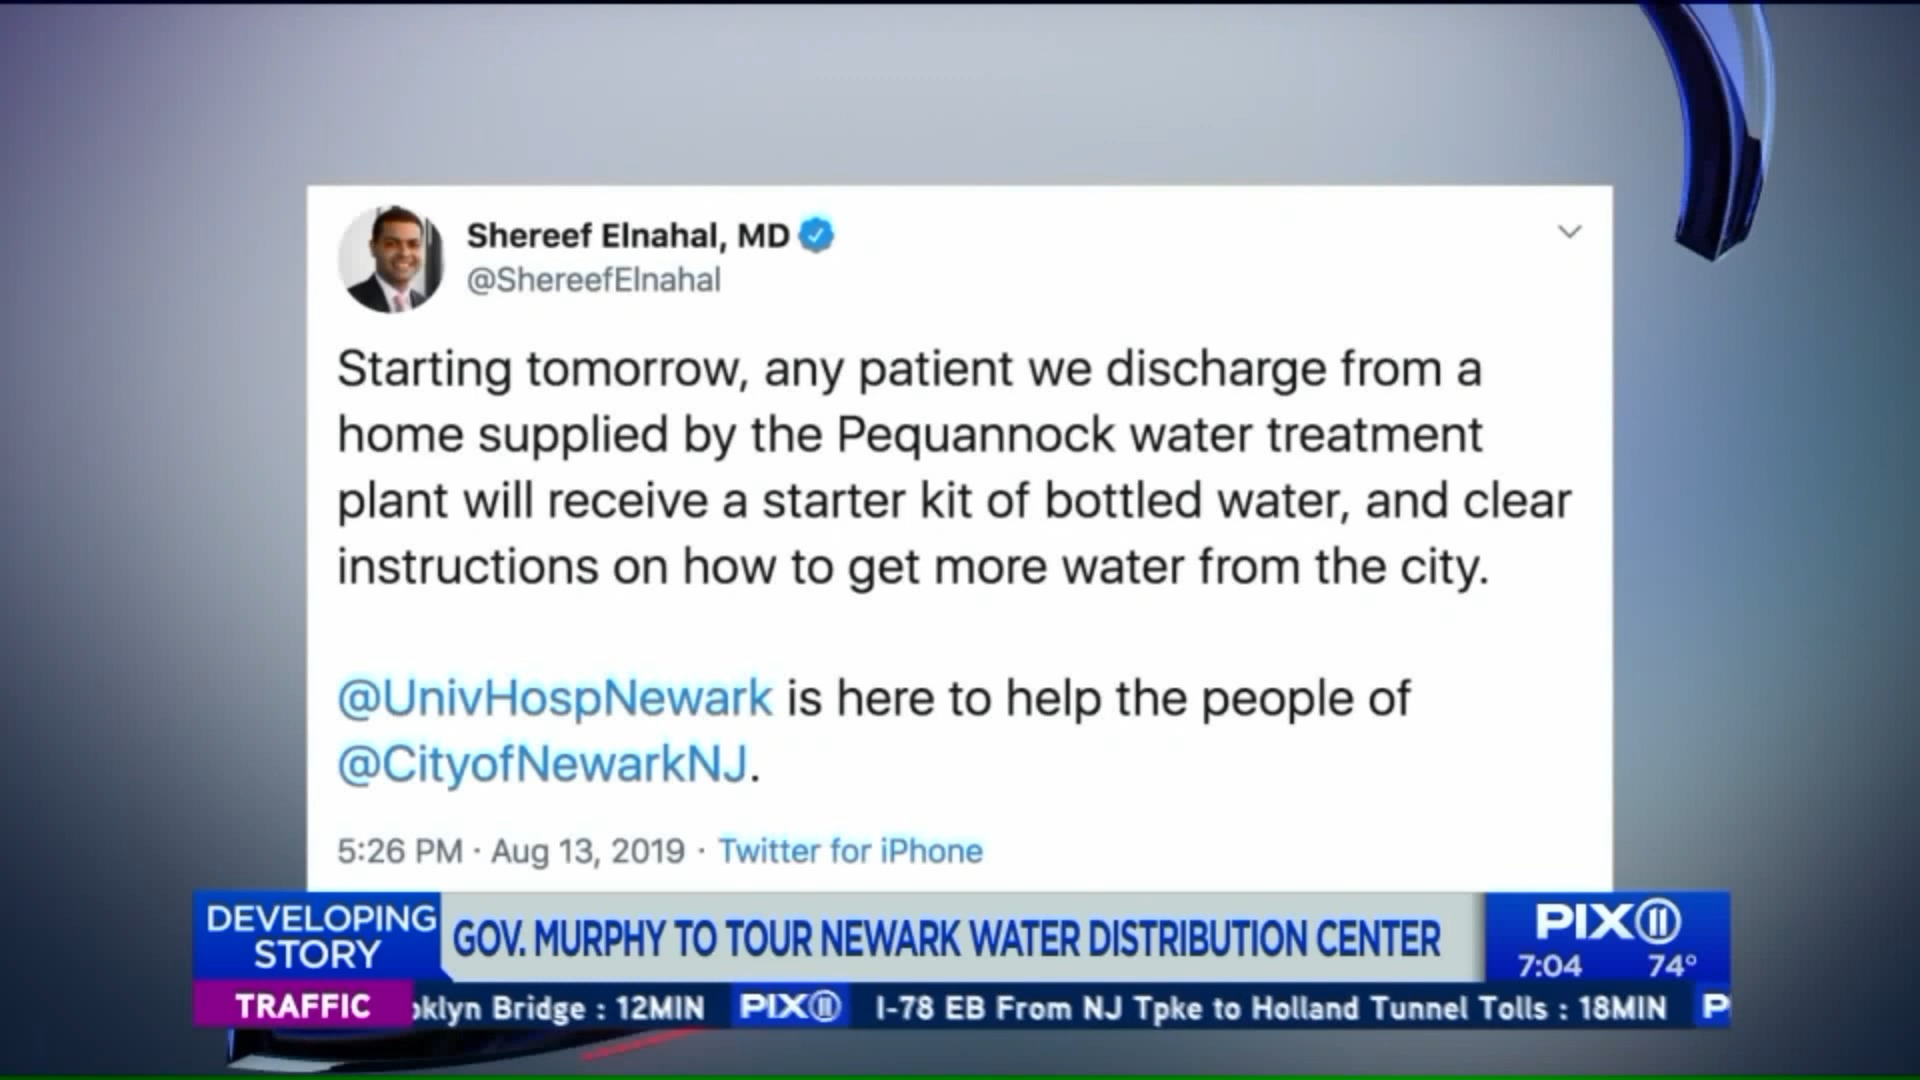 Shereef Elnahal, MD
@ShereefElnahal
Starting tomorrow, any patient we discharge from a
home supplied by the Pequannock water treatment
plant will receive a starter kit of bottled water, and clear
instructions on how to get more water from the city.
@UnivHospNewark is here to help the people of
@CityofNewarkNJ.
5:26 PM · Aug 13, 2019 · Twitter for iPhone
DEVELOPING
STORY
GOV. MURPHY TO TOUR NEWARK WATER DISTRIBUTION CENTER
PIX11
7:04 74°
TRAFFIC
oklyn Bridge : 12MIN PIX11 I-78 EB From NJ Tpke to Holland Tunnel Tolls : 18MIN P